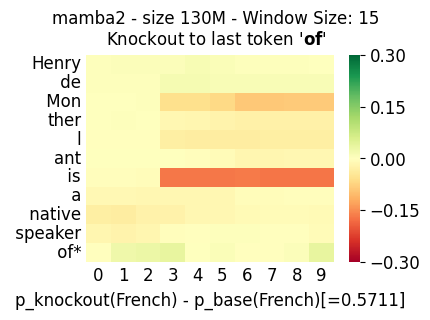 mamba2 - size 130M - Window Size: 15
Knockout to last token 'of'
Henry
de
Mon
ther
l
ant
is
a
native
speaker
of*
0 1 2 3 4 5 6 7 8 9
0.30
0.15
0.00
−0.15
−0.30
p_knockout(French) - p_base(French)[=0.5711]